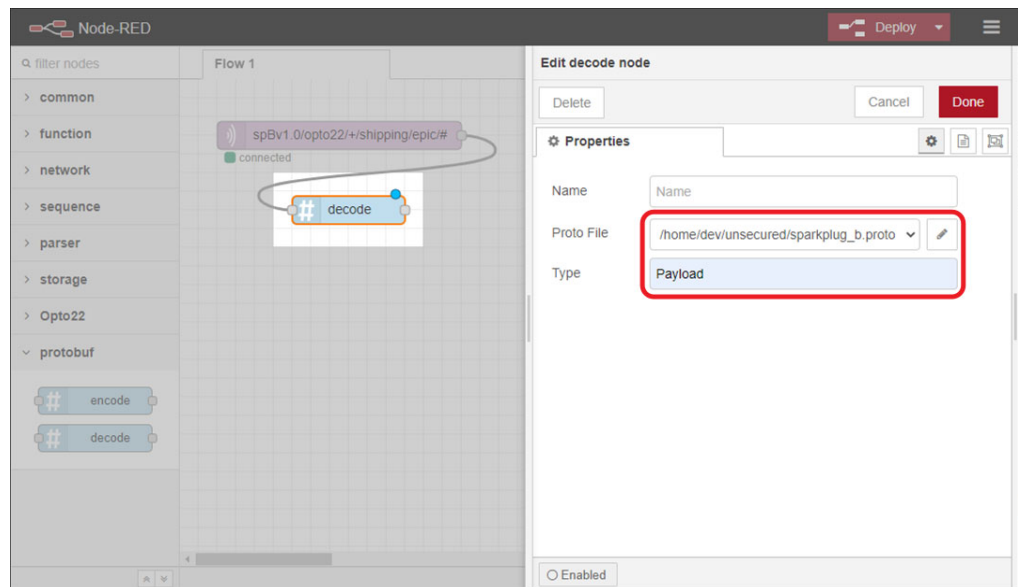 Node-RED
Deploy
filter nodes
Flow 1
common
function
network
sequence
parser
storage
Opto22
protobuf
encode
decode
spBv1.0/opto22/+/shipping/epic/#
connected
decode
Edit decode node
Delete
Cancel
Done
Properties
Name
Name
Proto File
/home/dev/unsecured/sparkplug_b.proto
Type
Payload
Enabled